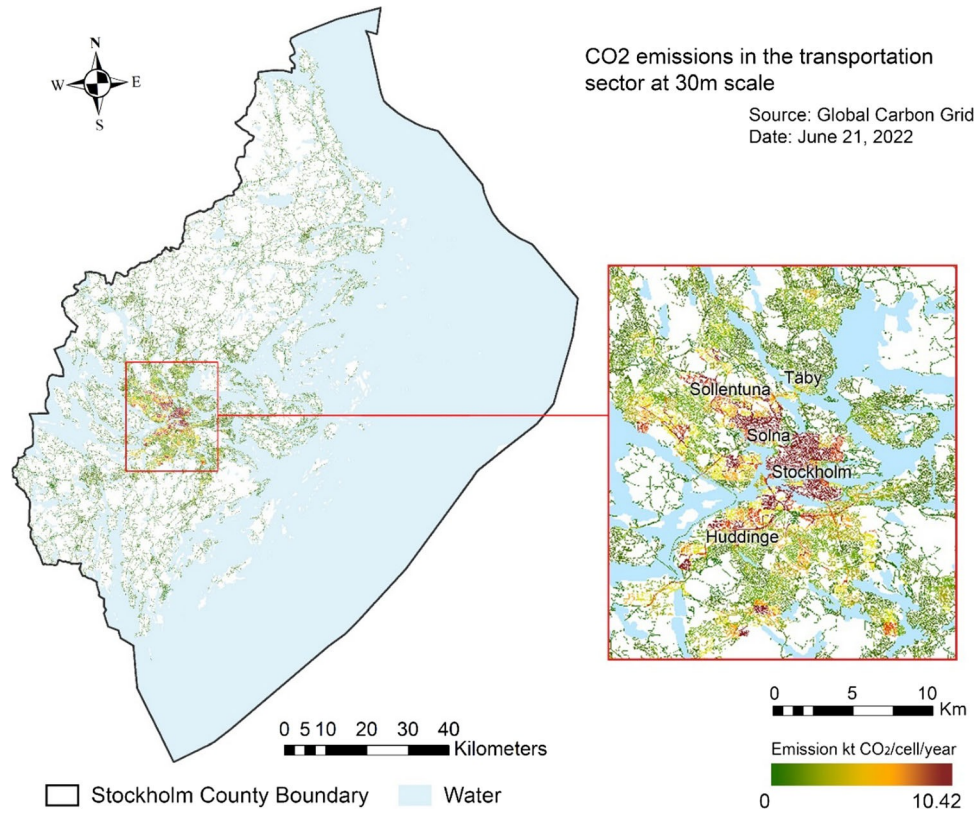 N
W E
S
CO2 emissions in the transportation
sector at 30m scale
Source: Global Carbon Grid
Date: June 21, 2022
Täby
Sollentuna
Solna
Stockholm
Huddinge
0 5 10
Km
0 5 10 20 30 40
Kilometers
Emission kt CO₂/cell/year
0 10.42
Stockholm County Boundary
Water